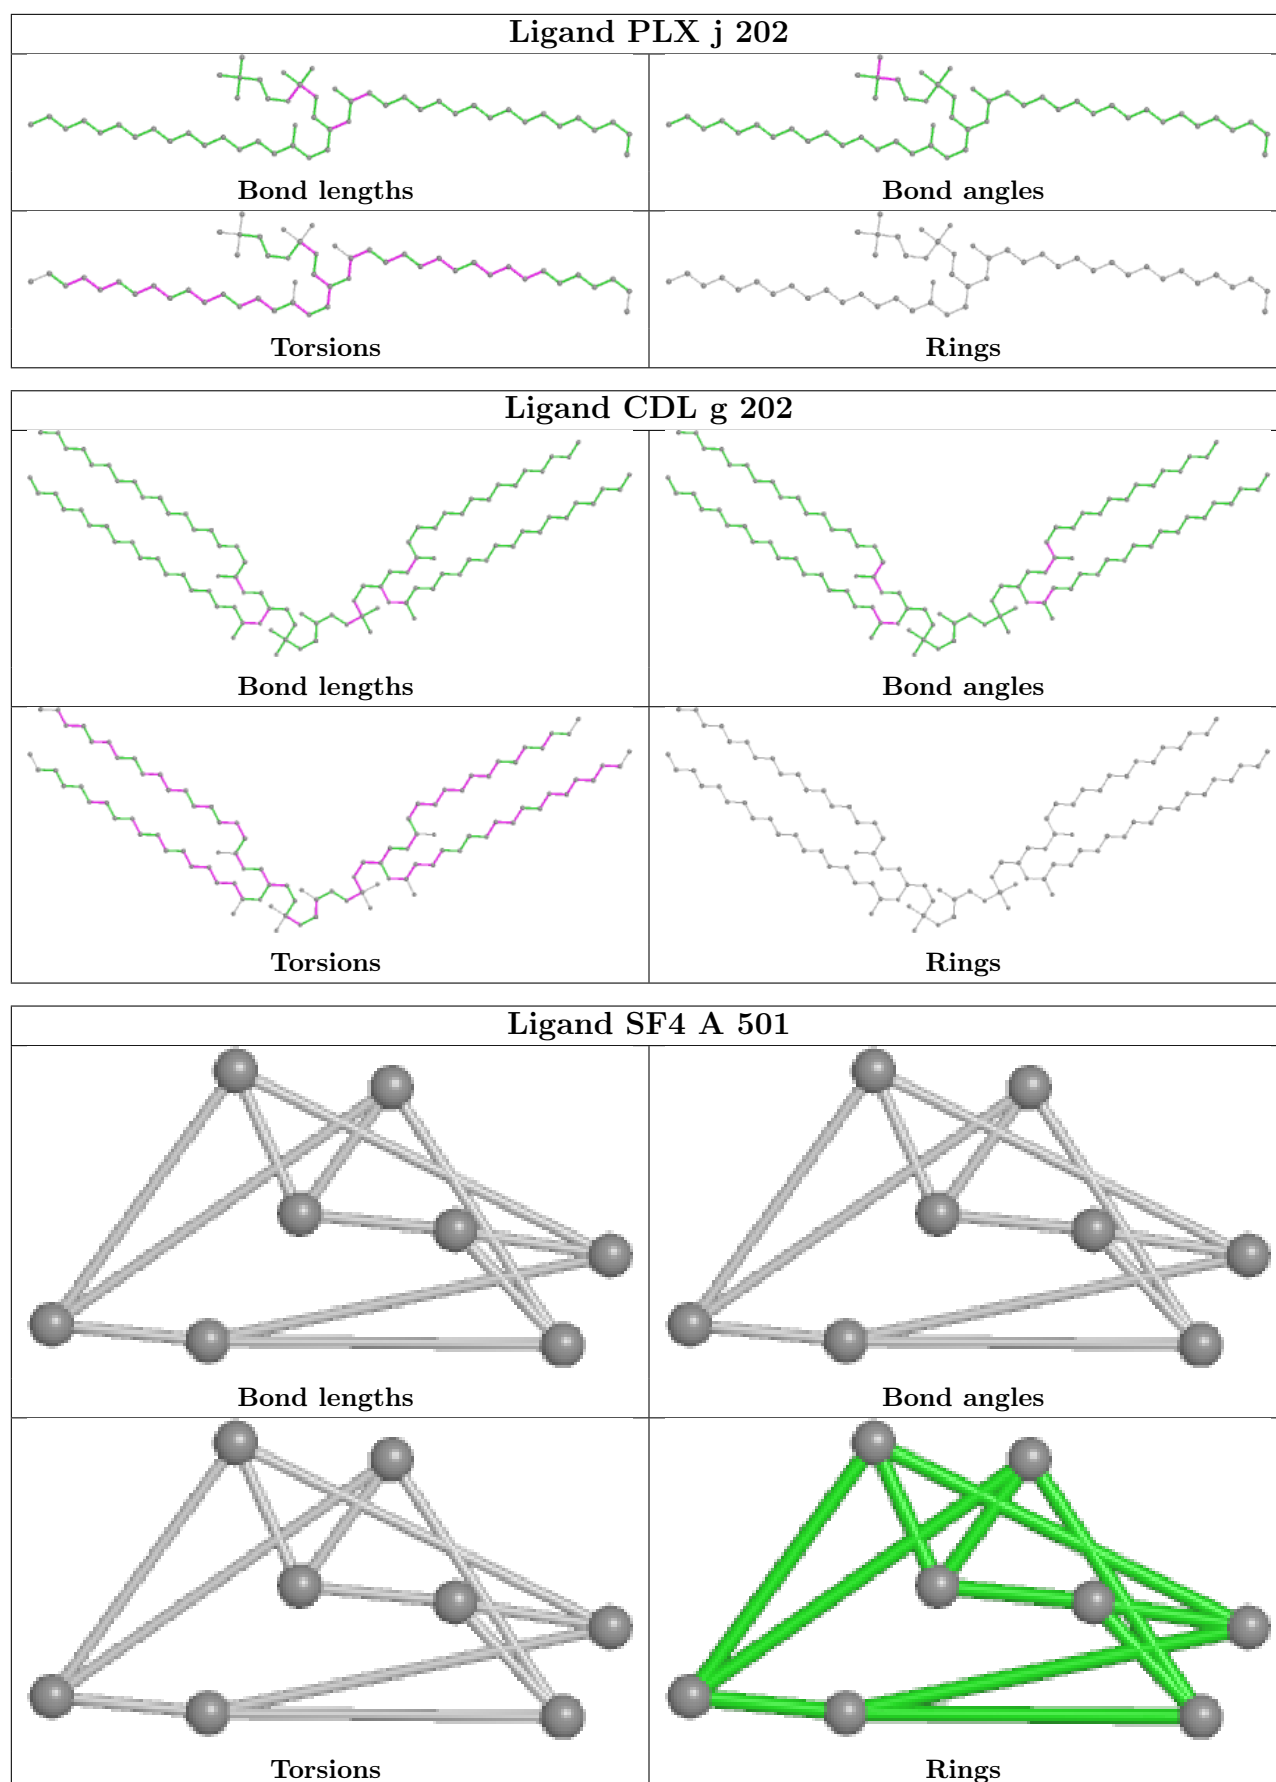 Ligand PLX j 202
Bond lengths
Bond angles
Torsions
Rings
Ligand CDL g 202
Bond lengths
Bond angles
Torsions
Rings
Ligand SF4 A 501
Bond lengths
Bond angles
Torsions
Rings